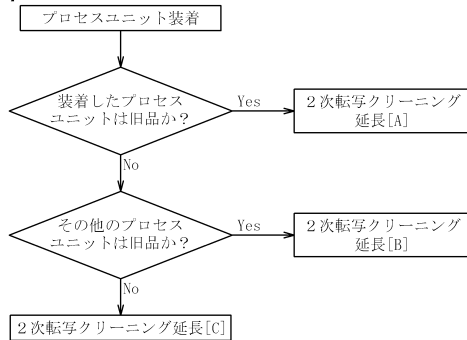 プロセスユニット装着
装着したプロセス
ユニットは旧品か？
Yes
２次転写クリーニング
延長[A]
No
その他のプロセス
ユニットは旧品か？
Yes
２次転写クリーニング
延長[B]
No
２次転写クリーニング延長[C]